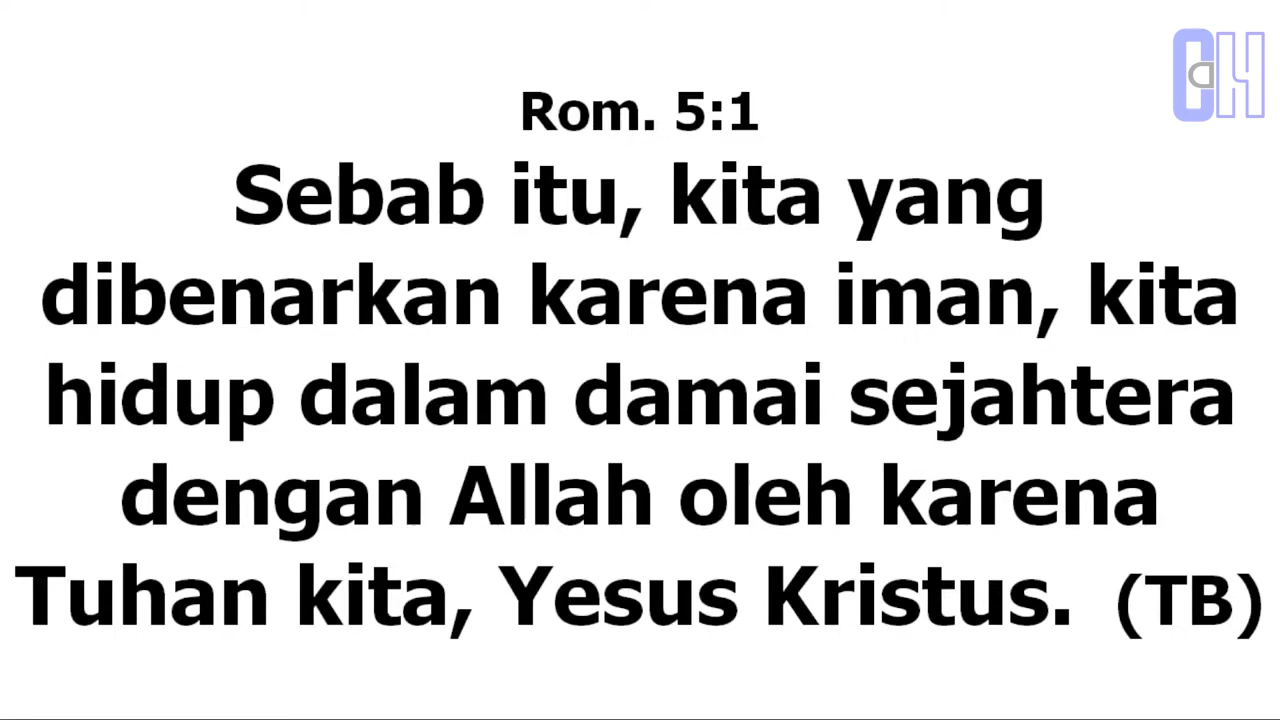 Rom. 5:1
Sebab itu, kita yang
dibenarkan karena iman, kita
hidup dalam damai sejahtera
dengan Allah oleh karena
Tuhan kita, Yesus Kristus. (TB)